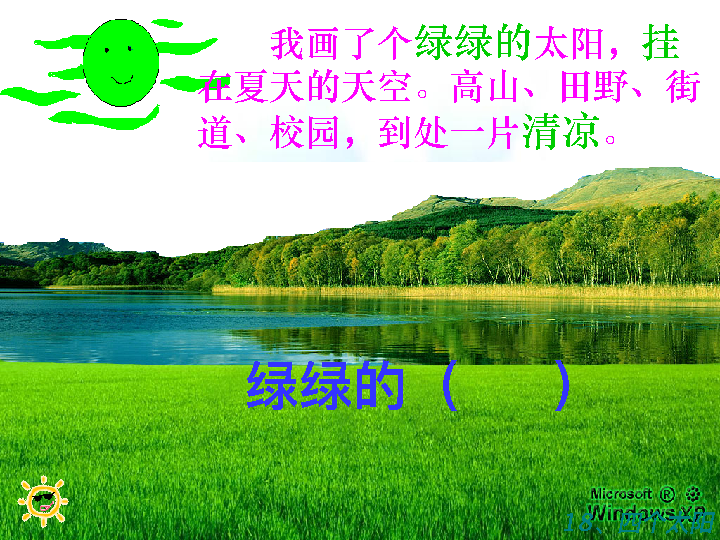 我画了个绿绿的太阳，挂
在夏天的天空。高山、田野、街
道、校园，到处一片清凉。
绿绿的（　　）
Microsoft ®
Windows XP
18、四个太阳